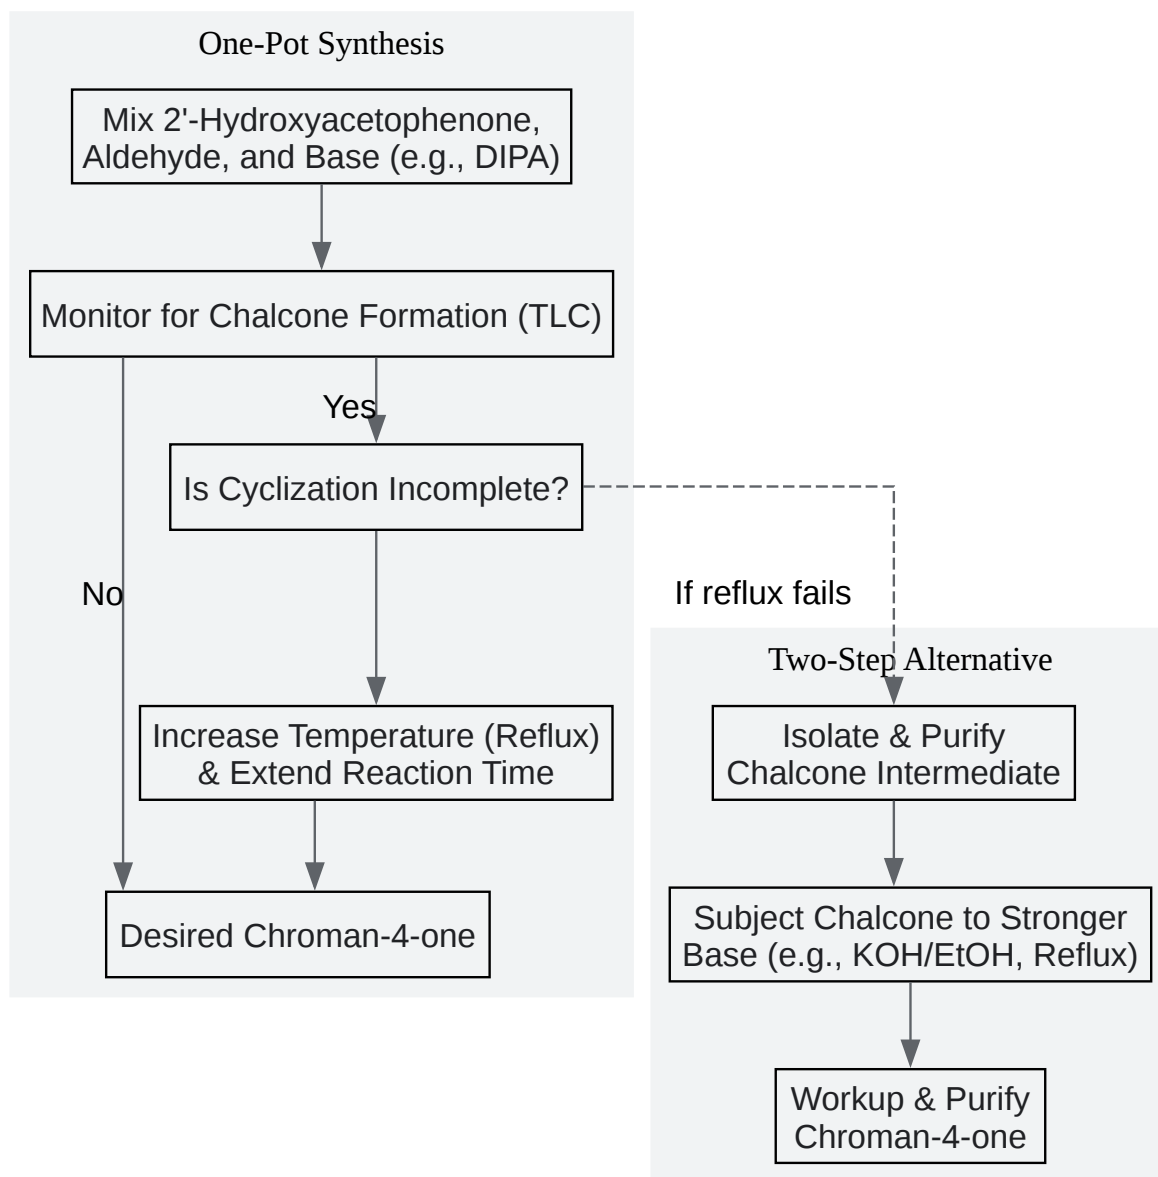 One-Pot Synthesis
Mix 2'-Hydroxyacetophenone,
Aldehyde, and Base (e.g., DIPA)
Monitor for Chalcone Formation (TLC)
Yes
Is Cyclization Incomplete?
No
If reflux fails
Increase Temperature (Reflux)
& Extend Reaction Time
Desired Chroman-4-one
Two-Step Alternative
Isolate & Purify
Chalcone Intermediate
Subject Chalcone to Stronger
Base (e.g., KOH/EtOH, Reflux)
Workup & Purify
Chroman-4-one